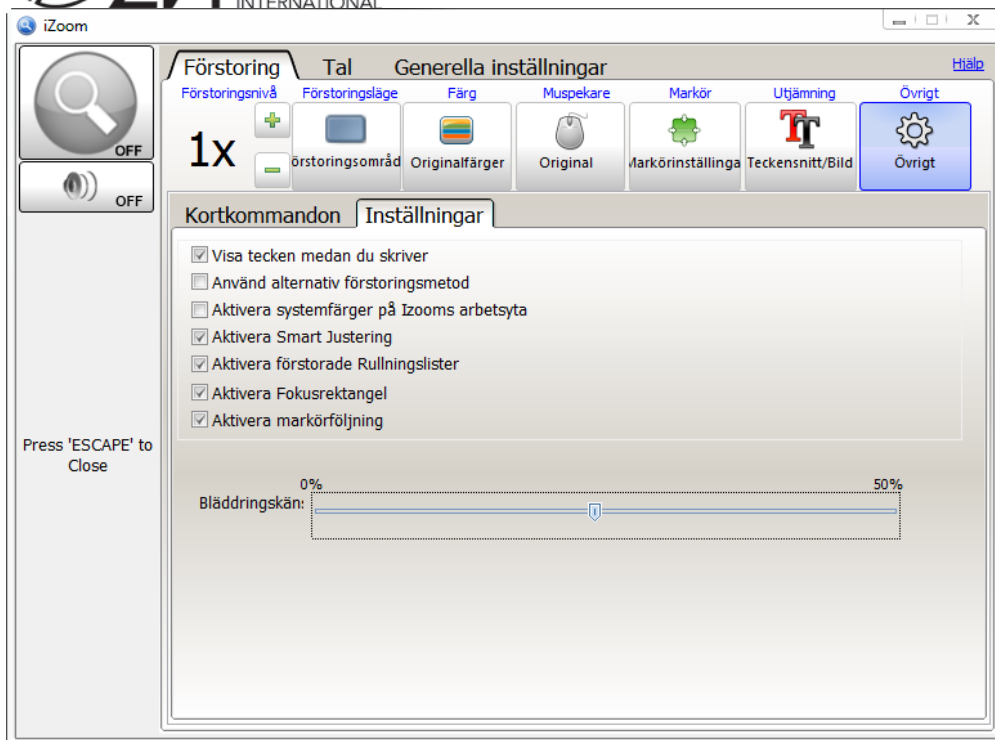 INTERNATIONAL
iZoom
OFF
OFF
Press 'ESCAPE' to
Close
Förstoring Tal Generella inställningar Hjälp
Förstoringsnivå Förstoringsläge Färg Muspekare Markör Utjämning Övrigt
1x örstoringsområd Originalfärger Original Markörinställinga Teckensnitt/Bild Övrigt
Kortkommandon Inställningar
Visa tecken medan du skriver
Använd alternativ förstoringsmetod
Aktivera systemfärger på Izooms arbetsyta
Aktivera Smart Justering
Aktivera förstorade Rullningslister
Aktivera Fokusrektangel
Aktivera markörföljning
0% 50%
Bläddringskän: